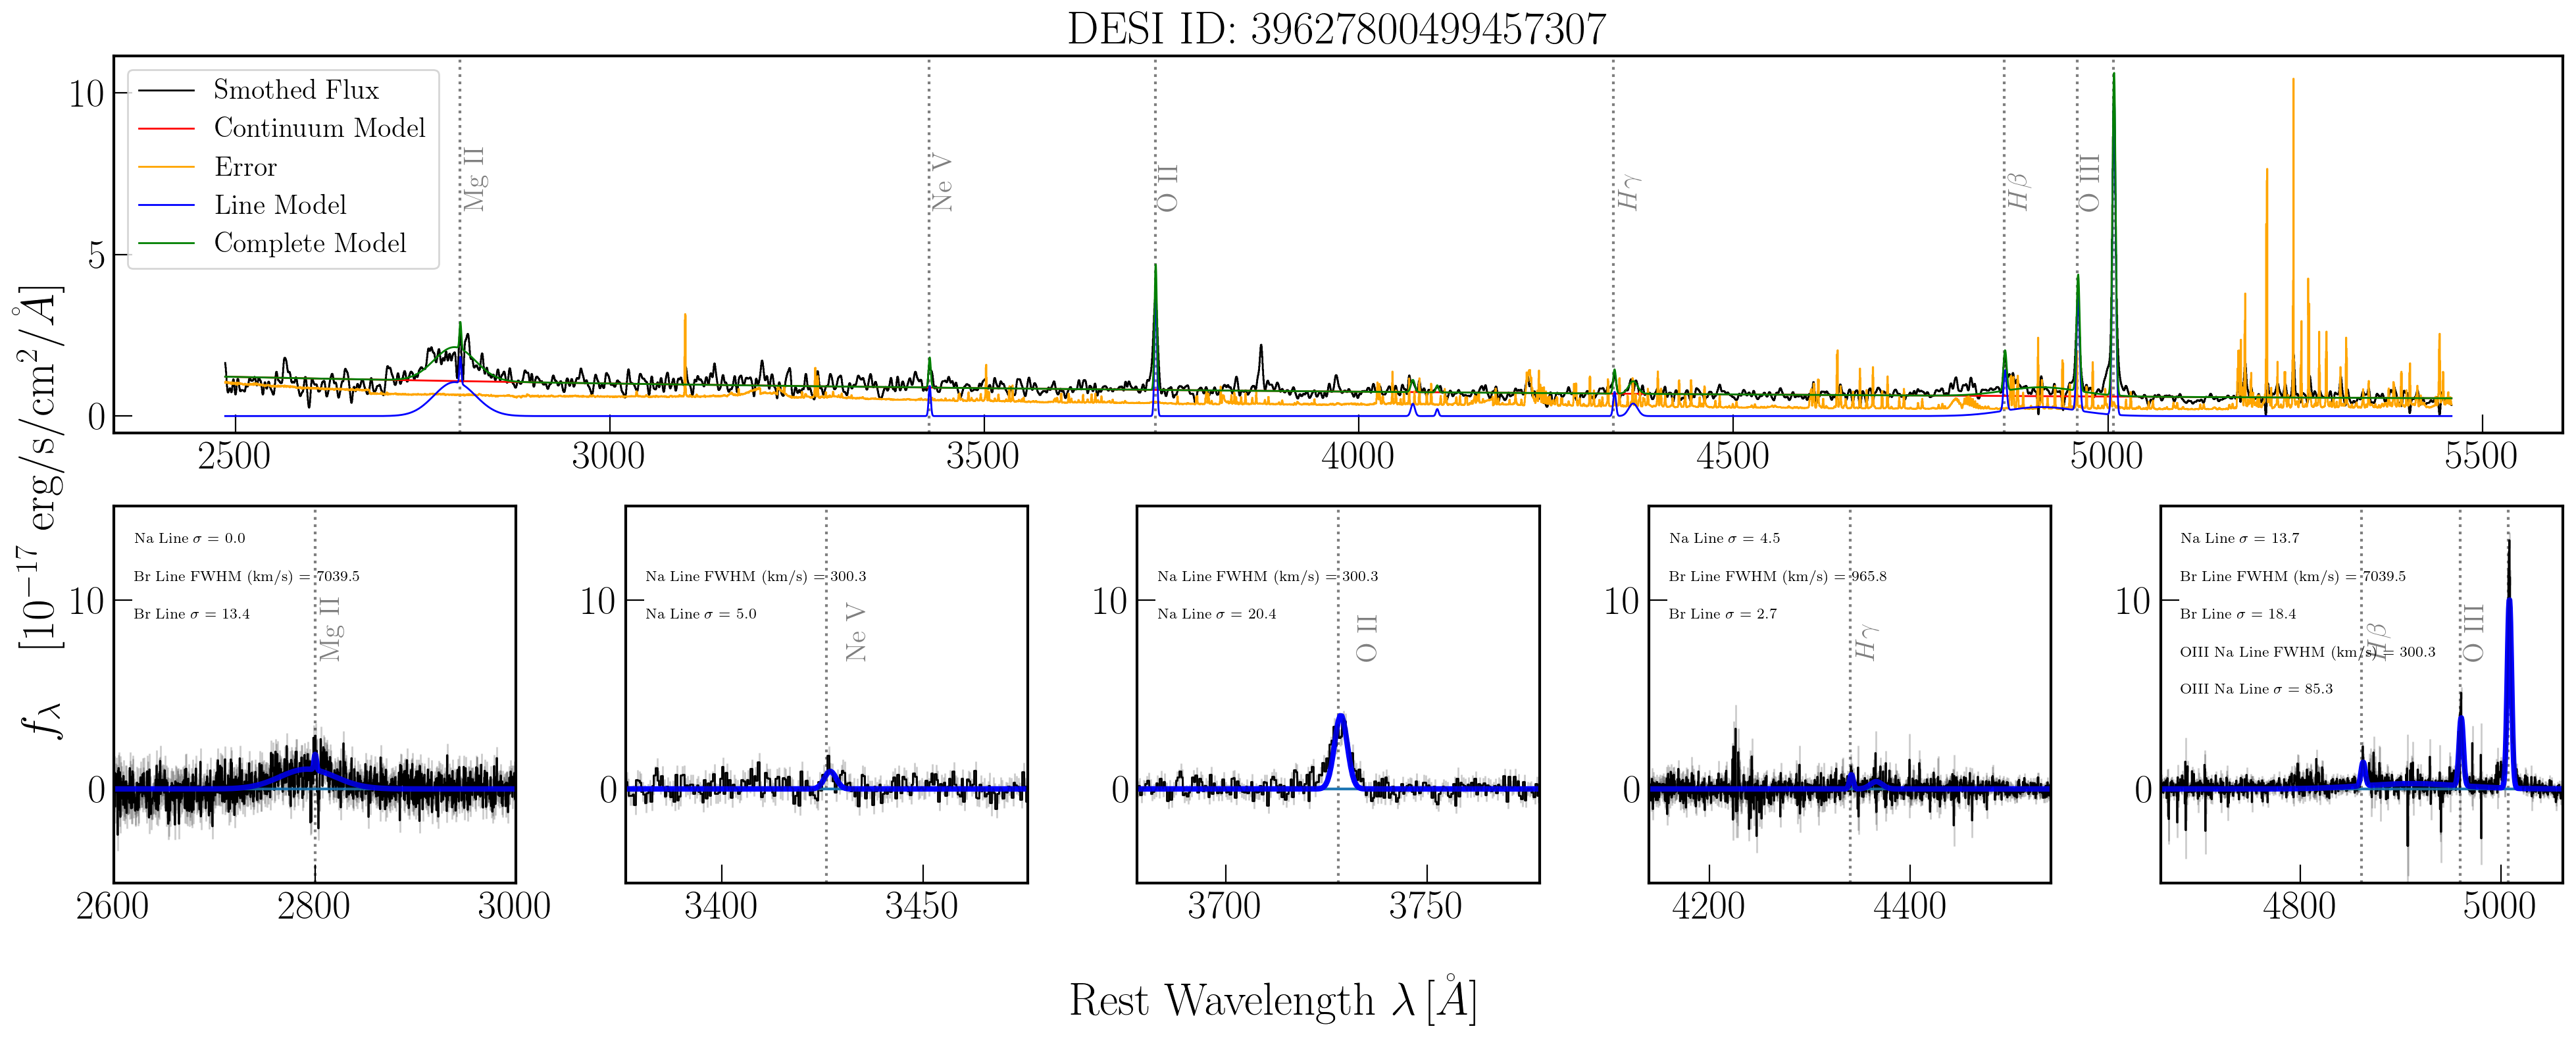 DESI ID: 39627800499457307
Smothed Flux
Continuum Model
Error
Line Model
Complete Model
Mg II
Ne V
O II
Hγ
Hβ
O III
10
5
0
2500 3000 3500 4000 4500 5000 5500
f_λ [10⁻¹⁷ erg/s/cm²/Å]
Na Line σ = 0.0
Br Line FWHM (km/s) = 7039.5
Br Line σ = 13.4
Mg II
10
0
2600 2800 3000
Na Line FWHM (km/s) = 300.3
Na Line σ = 5.0
Ne V
10
0
3400 3450
Na Line FWHM (km/s) = 300.3
Na Line σ = 20.4
O II
10
0
3700 3750
Na Line σ = 4.5
Br Line FWHM (km/s) = 965.8
Br Line σ = 2.7
Hγ
10
0
4200 4400
Na Line σ = 13.7
Br Line FWHM (km/s) = 7039.5
Br Line σ = 18.4
OIII Na Line FWHM (km/s) = 300.3
OIII Na Line σ = 85.3
Hβ
O III
10
0
4800 5000
Rest Wavelength λ [Å]